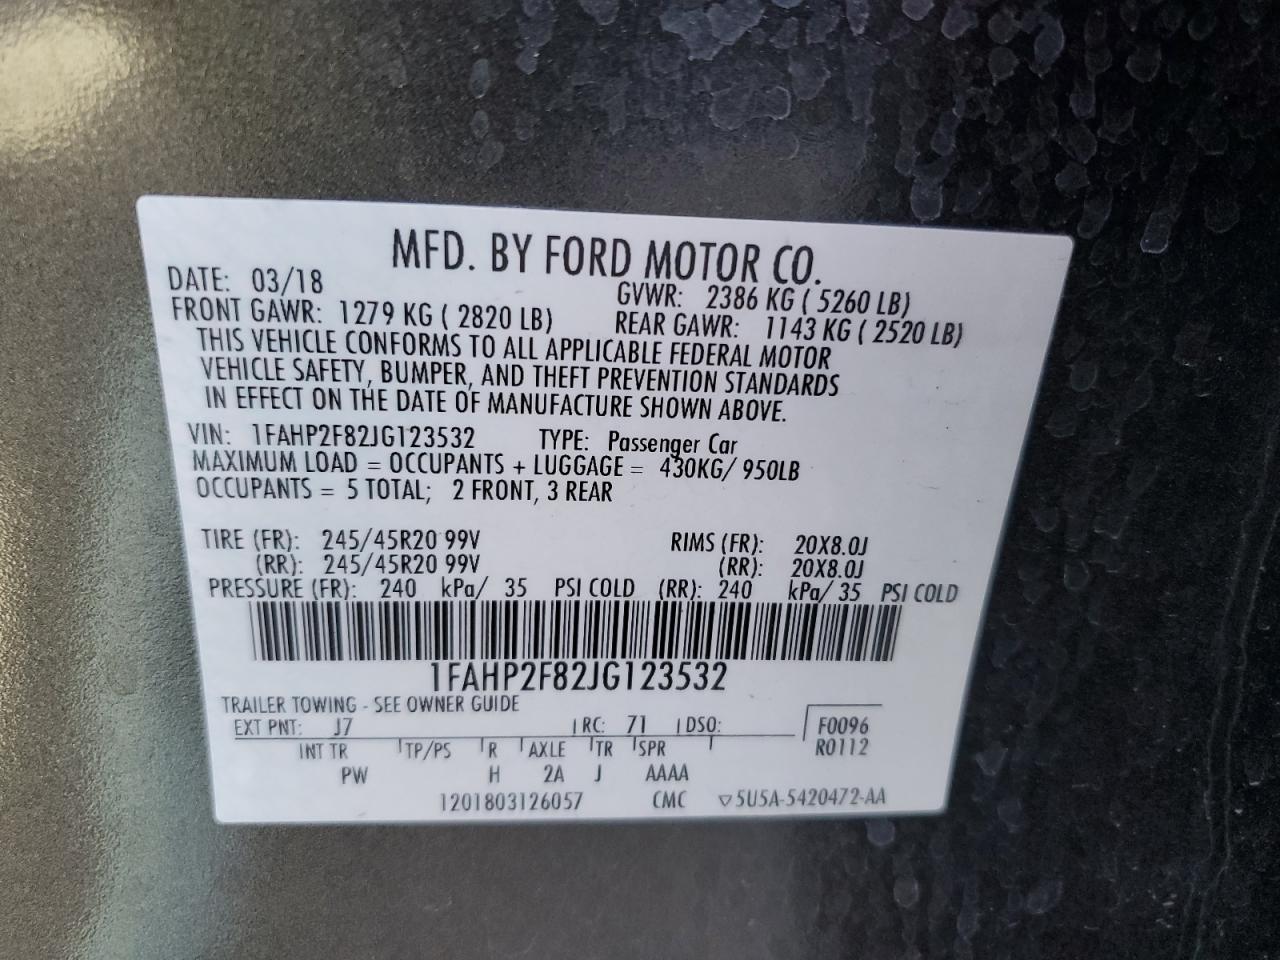 MFD. BY FORD MOTOR CO.
DATE: 03/18 GVWR: 2386 KG ( 5260 LB)
FRONT GAWR: 1279 KG ( 2820 LB) REAR GAWR: 1143 KG ( 2520 LB)
THIS VEHICLE CONFORMS TO ALL APPLICABLE FEDERAL MOTOR
VEHICLE SAFETY, BUMPER, AND THEFT PREVENTION STANDARDS
IN EFFECT ON THE DATE OF MANUFACTURE SHOWN ABOVE.
VIN: 1FAHP2F82JG123532 TYPE: Passenger Car
MAXIMUM LOAD = OCCUPANTS + LUGGAGE = 430KG/ 950LB
OCCUPANTS = 5 TOTAL; 2 FRONT, 3 REAR
TIRE (FR): 245/45R20 99V RIMS (FR): 20X8.0J
(RR): 245/45R20 99V (RR): 20X8.0J
PRESSURE (FR): 240 kPa/ 35 PSI COLD (RR): 240 kPa/ 35 PSI COLD
1FAHP2F82JG123532
TRAILER TOWING - SEE OWNER GUIDE
EXT PNT: J7 RC: 71 DSO: F0096
INT TR TP/PS R AXLE TR SPR R0112
PW H 2A J AAAA
1201803126057 CMC ▽5U5A-5420472-AA